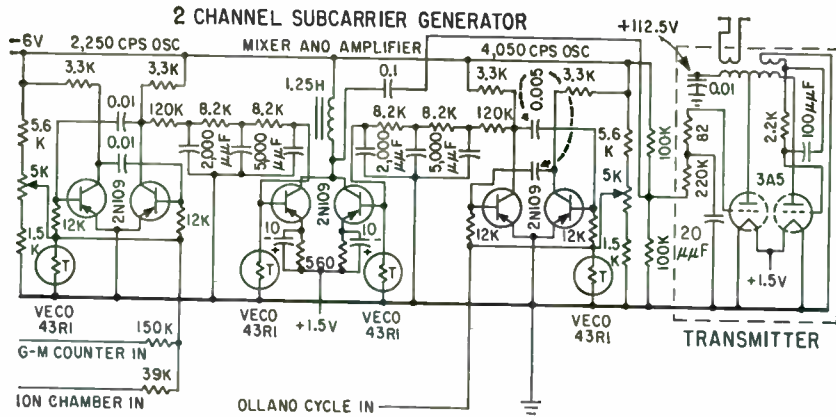 2 CHANNEL SUBCARRIER GENERATOR
-6V
2,250 CPS OSC
MIXER AND AMPLIFIER
4,050 CPS OSC
+112.5V
3.3K
3.3K
1.25H
0.1
3.3K
0.005
3.3K
0.01
0.01
120K
8.2K
8.2K
8.2K
8.2K
120K
5.6
K
0.01
2,000
μμF
5,000
μμF
2,000
μμF
5,000
μμF
5.6
K
100K
82
2.2K
100μμF
5K
2N109
2N109
2N109
5K
220K
3A5
12K
12K
12K
12K
1.5
K
10
10
560
1.5
K
100K
20
μμF
T
T
T
T
+1.5V
VECO
43R1
VECO
43R1
+1.5V
VECO
43R1
VECO
43R1
TRANSMITTER
150K
G-M COUNTER IN
39K
ION CHAMBER IN
OLLANO CYCLE IN